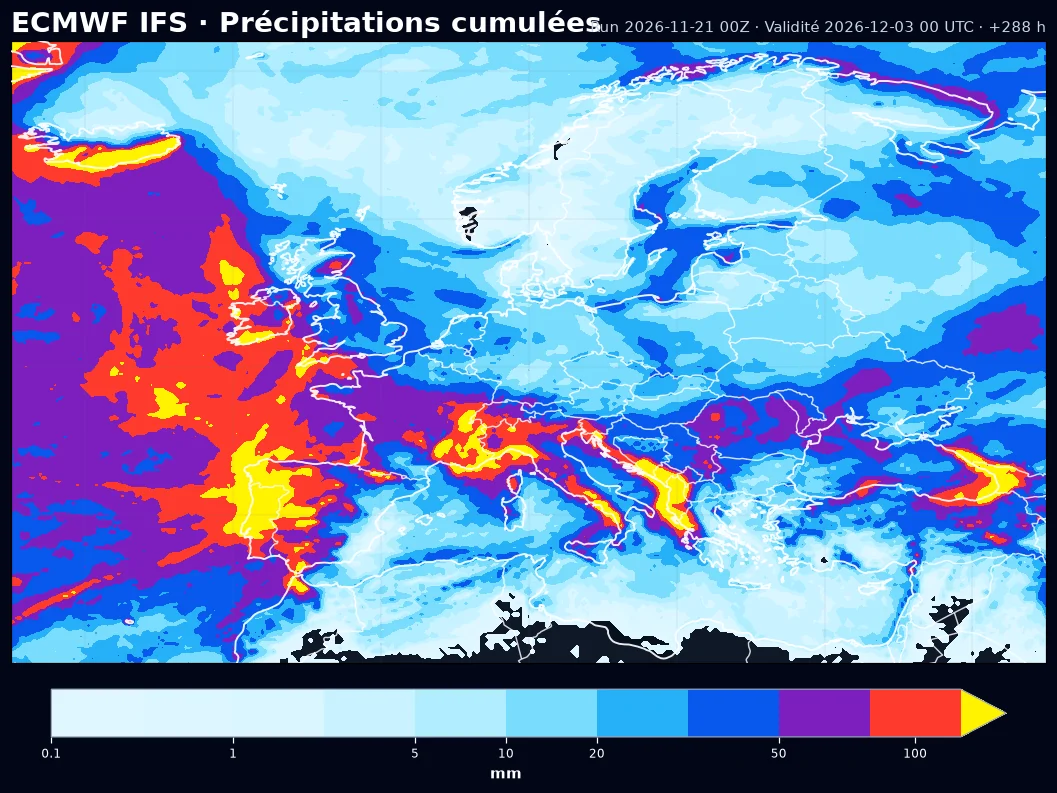 ECMWF IFS · Précipitations cumulées
Run 2026-11-21 00Z · Validité 2026-12-03 00 UTC · +288 h
0.1 1 5 10 20 50 100
mm